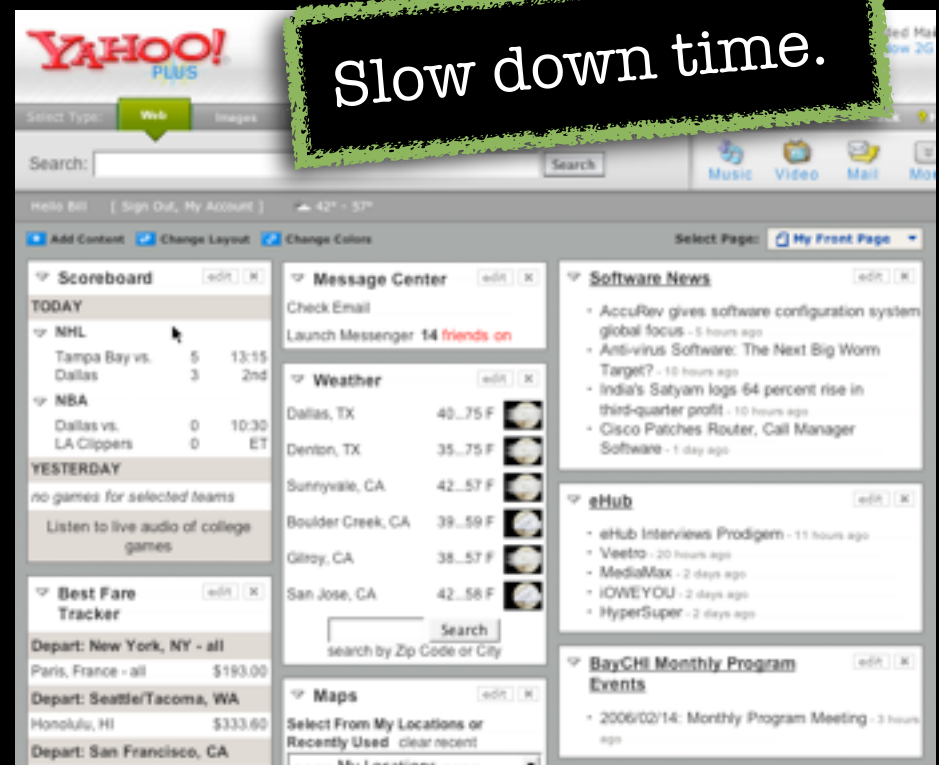 Slow down time.
YAHOO!
PLUS
Select Type: Web Images
Search: Search
Music Video Mail
Hello Bill [ Sign Out, My Account ] 42° - 57°
Add Content Change Layout Change Colors
Select Page: My Front Page
Scoreboard edit
TODAY
NHL
Tampa Bay vs. 5 13:15
Dallas 3 2nd
NBA
Dallas vs. 0 10:30
LA Clippers 0 ET
YESTERDAY
no games for selected teams
Listen to live audio of college
games
Best Fare edit
Tracker
Depart: New York, NY - all
Paris, France - all $193.00
Depart: Seattle/Tacoma, WA
Honolulu, HI $333.60
Depart: San Francisco, CA
Message Center edit
Check Email
Launch Messenger 14 friends on
Weather edit
Dallas, TX 40...75 F
Denton, TX 35...75 F
Sunnyvale, CA 42...57 F
Boulder Creek, CA 39...59 F
Gilroy, CA 38...57 F
San Jose, CA 42...58 F
Search
search by Zip Code or City
Maps edit
Select From My Locations or
Recently Used clear recent
My Locations
Software News edit
AccuRev gives software configuration system
global focus - 5 hours ago
Anti-virus Software: The Next Big Worm
Target? - 10 hours ago
India's Satyam logs 64 percent rise in
third-quarter profit - 10 hours ago
Cisco Patches Router, Call Manager
Software - 1 day ago
eHub edit
eHub Interviews Prodigem - 11 hours ago
Veetro - 20 hours ago
MediaMax - 2 days ago
iOWEYOU - 2 days ago
HyperSuper - 2 days ago
BayCHI Monthly Program edit
Events
2006/02/14: Monthly Program Meeting - 3 hours
ago